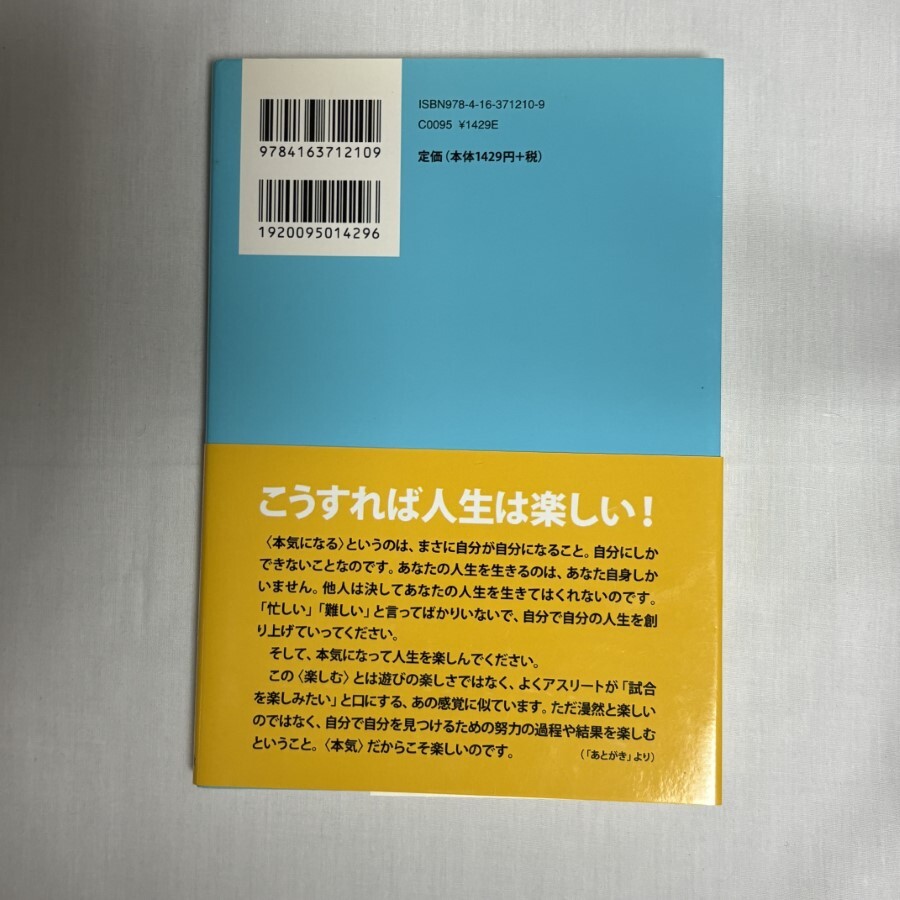 9784163712109
1920095014296
ISBN978-4-16-371210-9
C0095 ¥1429E
定価(本体1429円+税)
こうすれば人生は楽しい!
〈本気になる〉というのは、まさに自分が自分になること。自分にしか
できないことなのです。あなたの人生を生きるのは、あなた自身しか
いません。他人は決してあなたの人生を生きてはくれないのです。
「忙しい」「難しい」と言ってばかりいないで、自分で自分の人生を創
り上げていってください。
そして、本気になって人生を楽しんでください。
この〈楽しむ〉とは遊びの楽しさではなく、よくアスリートが「試合
を楽しみたい」と口にする、あの感覚に似ています。ただ漫然と楽しい
のではなく、自分で自分を見つけるための努力の過程や結果を楽しむ
ということ。〈本気〉だからこそ楽しいのです。
(「あとがき」より)